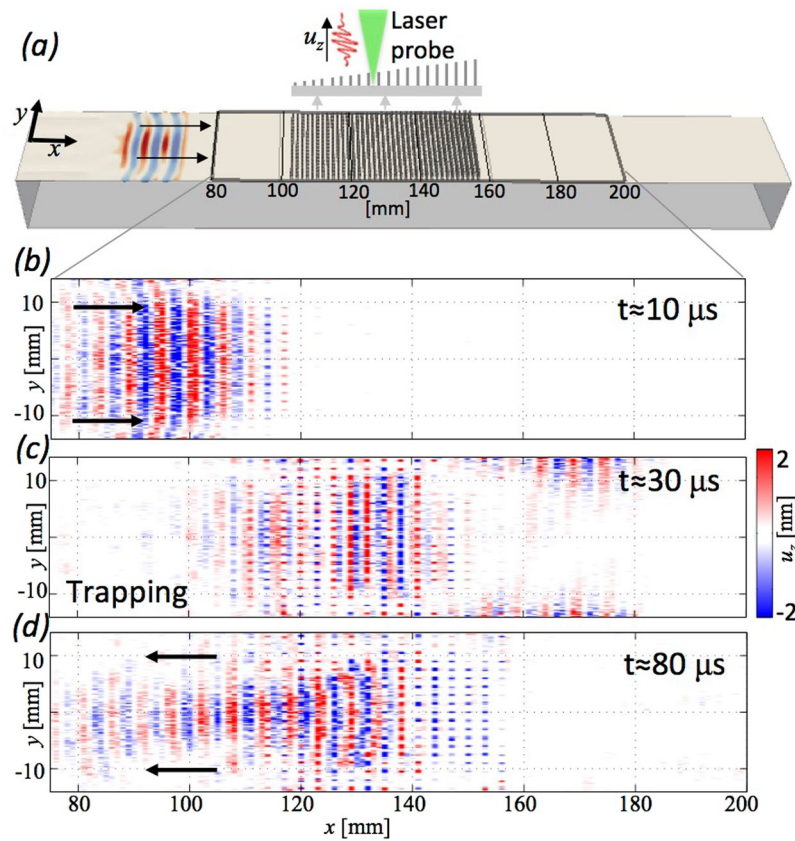 (a)
u_z
Laser
probe
y
x
80 100 120 140 160 180 200
[mm]
(b)
10
0
-10
y [mm]
t≈10 μs
(c)
10
0
-10
y [mm]
Trapping
t≈30 μs
2
u_z [nm]
-2
(d)
10
0
-10
y [mm]
t≈80 μs
80 100 120 140 160 180 200
x [mm]